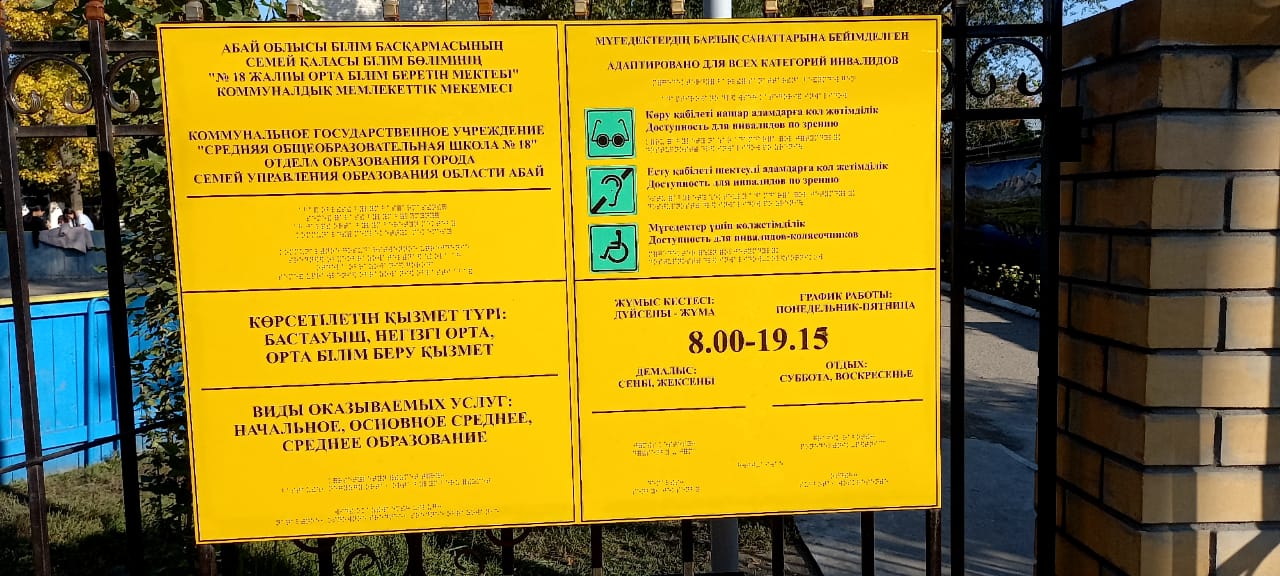 АБАЙ ОБЛЫСЫ БІЛІМ БАСҚАРМАСЫНЫҢ
СЕМЕЙ ҚАЛАСЫ БІЛІМ БӨЛІМІНІҢ
"№ 18 ЖАЛПЫ ОРТА БІЛІМ БЕРЕТІН МЕКТЕБІ"
КОММУНАЛДЫҚ МЕМЛЕКЕТТІК МЕКЕМЕСІ
КОММУНАЛЬНОЕ ГОСУДАРСТВЕННОЕ УЧРЕЖДЕНИЕ
"СРЕДНЯЯ ОБЩЕОБРАЗОВАТЕЛЬНАЯ ШКОЛА № 18"
ОТДЕЛА ОБРАЗОВАНИЯ ГОРОДА
СЕМЕЙ УПРАВЛЕНИЯ ОБРАЗОВАНИЯ ОБЛАСТИ АБАЙ
КӨРСЕТІЛЕТІН ҚЫЗМЕТ ТҮРІ:
БАСТАУЫШ, НЕГІЗГІ ОРТА,
ОРТА БІЛІМ БЕРУ ҚЫЗМЕТ
ВИДЫ ОКАЗЫВАЕМЫХ УСЛУГ:
НАЧАЛЬНОЕ, ОСНОВНОЕ СРЕДНЕЕ,
СРЕДНЕЕ ОБРАЗОВАНИЕ
МҮГЕДЕКТЕРДІҢ БАРЛЫҚ САНАТТАРЫНА БЕЙІМДЕЛГЕН
АДАПТИРОВАНО ДЛЯ ВСЕХ КАТЕГОРИЙ ИНВАЛИДОВ
Көру қабілеті нашар адамдарға қол жөтімділік
Доступность для инвалидов по зрению
Есту қабілеті шектеулі адамдарға қол жетімділік
Доступность для инвалидов по зрению
Мүгедектер үшін колжетімділік
Доступность для инвалидов-колясочников
ЖҰМЫС КЕСТЕСІ:
ДҮЙСЕНЫ - ЖҰМА
ГРАФИК РАБОТЫ:
ПОНЕДЕЛЬНИК-ПЯТНИЦА
8.00-19.15
ДЕМАЛЫС:
СЕНБІ, ЖЕКСЕНБІ
ОТДЫХ:
СУББОТА, ВОСКРЕСЕНЬЕ